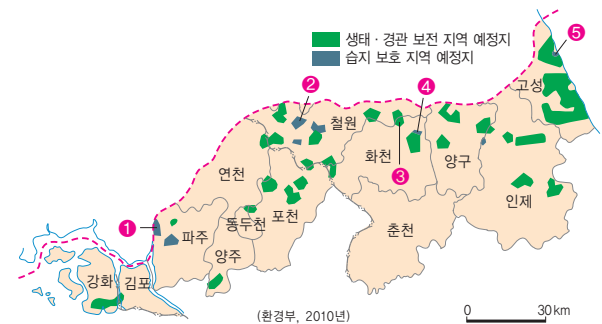 생태·경관 보전 지역 예정지
습지 보호 지역 예정지
5
고성
2
4
철원
화천
양구
연천
3
인제
포천
동두천
1
파주
춘천
양주
강화
김포
(환경부, 2010년)
0 30 km